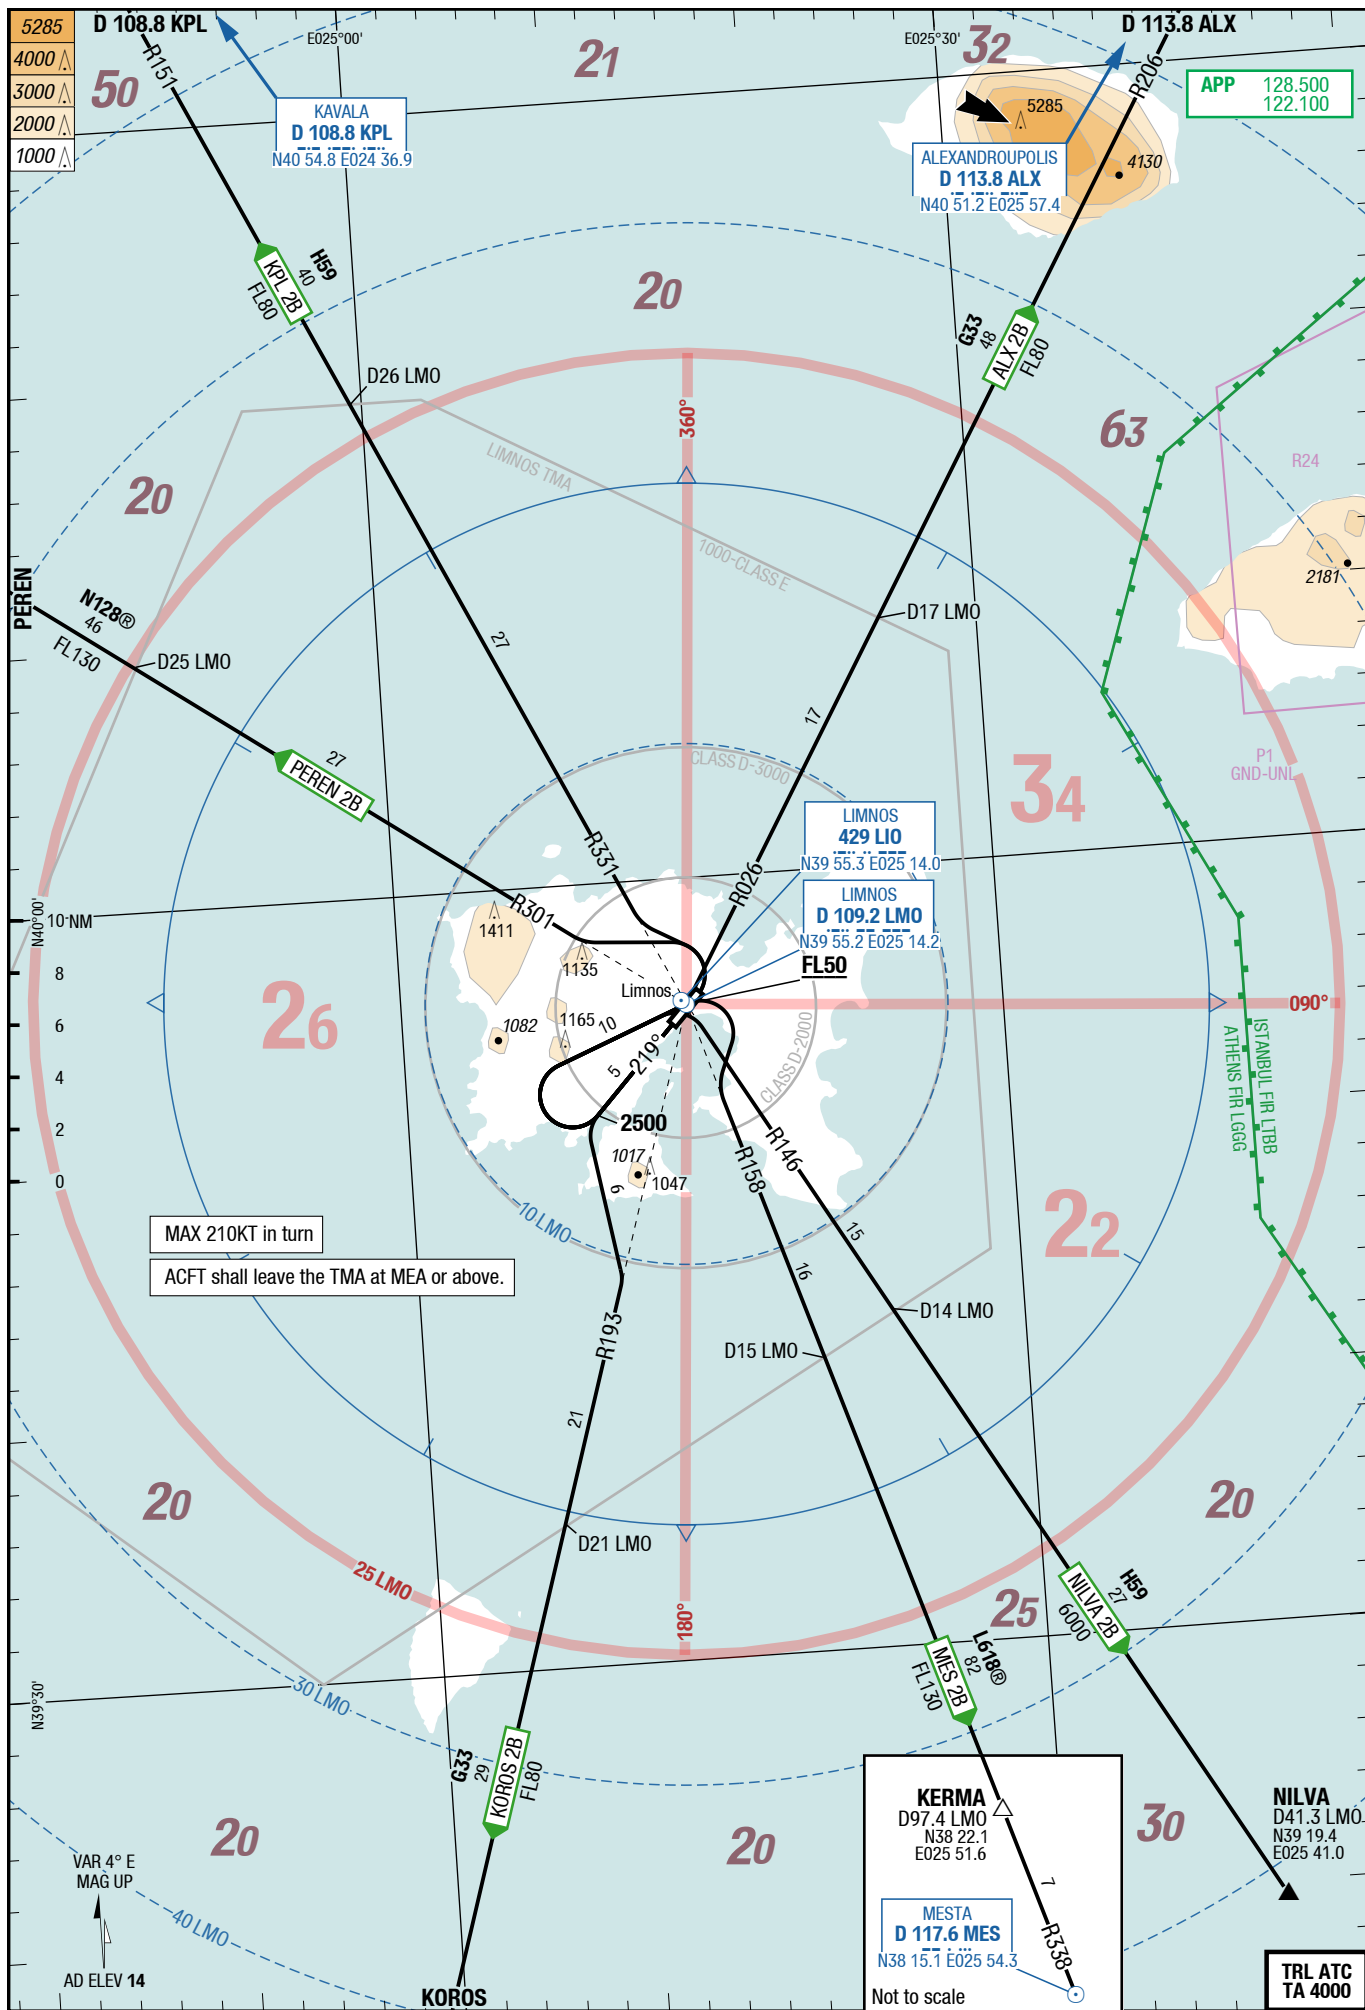 5285
4000
3000
2000
1000
D 108.8 KPL
R151
50
E025°00'
21
E025°30'
32
D 113.8 ALX
R206
APP 128.500
122.100
KAVALA
D 108.8 KPL
N40 54.8 E024 36.9
5285
4130
ALEXANDROUPOLIS
D 113.8 ALX
N40 51.2 E025 57.4
H59
40
KPL 2B
FL80
20
G33
48
ALX 2B
FL80
D26 LMO
360°
63
LIMNOS TMA
R24
20
1000-CLASS E
2181
PEREN
N128®
46
FL130
D25 LMO
27
D17 LMO
17
27
PEREN 2B
CLASS D-3000
P1
GND-UNL
34
LIMNOS
429 LIO
N39 55.3 E025 14.0
R331
R026
LIMNOS
D 109.2 LMO
N39 55.2 E025 14.2
FL50
R301
N40°00'
10 NM
8
6
4
2
0
1411
1135
Limnos
090°
26
1082
1165
10
5
219°
CLASS D-2000
ISTANBUL FIR LTBB
ATHENS FIR LGGG
2500
1017
1047
6
R146
R158
10 LMO
15
16
22
MAX 210KT in turn
ACFT shall leave the TMA at MEA or above.
R193
D14 LMO
D15 LMO
21
20
D21 LMO
20
25 LMO
180°
25
H59
27
NILVA 2B
6000
L618®
82
MES 2B
FL130
N39°30'
30 LMO
G33
29
KOROS 2B
FL80
20
20
30
KERMA
D97.4 LMO
N38 22.1
E025 51.6
7
R338
MESTA
D 117.6 MES
N38 15.1 E025 54.3
Not to scale
NILVA
D41.3 LMO
N39 19.4
E025 41.0
VAR 4° E
MAG UP
40 LMO
AD ELEV 14
KOROS
TRL ATC
TA 4000